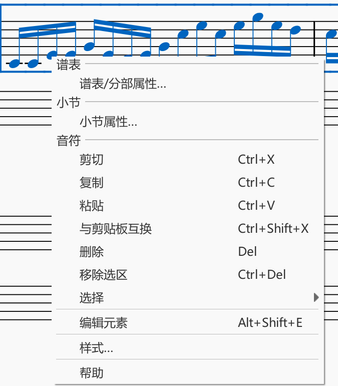 谱表
谱表/分部属性...
小节
小节属性...
音符
剪切 Ctrl+X
复制 Ctrl+C
粘贴 Ctrl+V
与剪贴板互换 Ctrl+Shift+X
删除 Del
移除选区 Ctrl+Del
选择
编辑元素 Alt+Shift+E
样式...
帮助